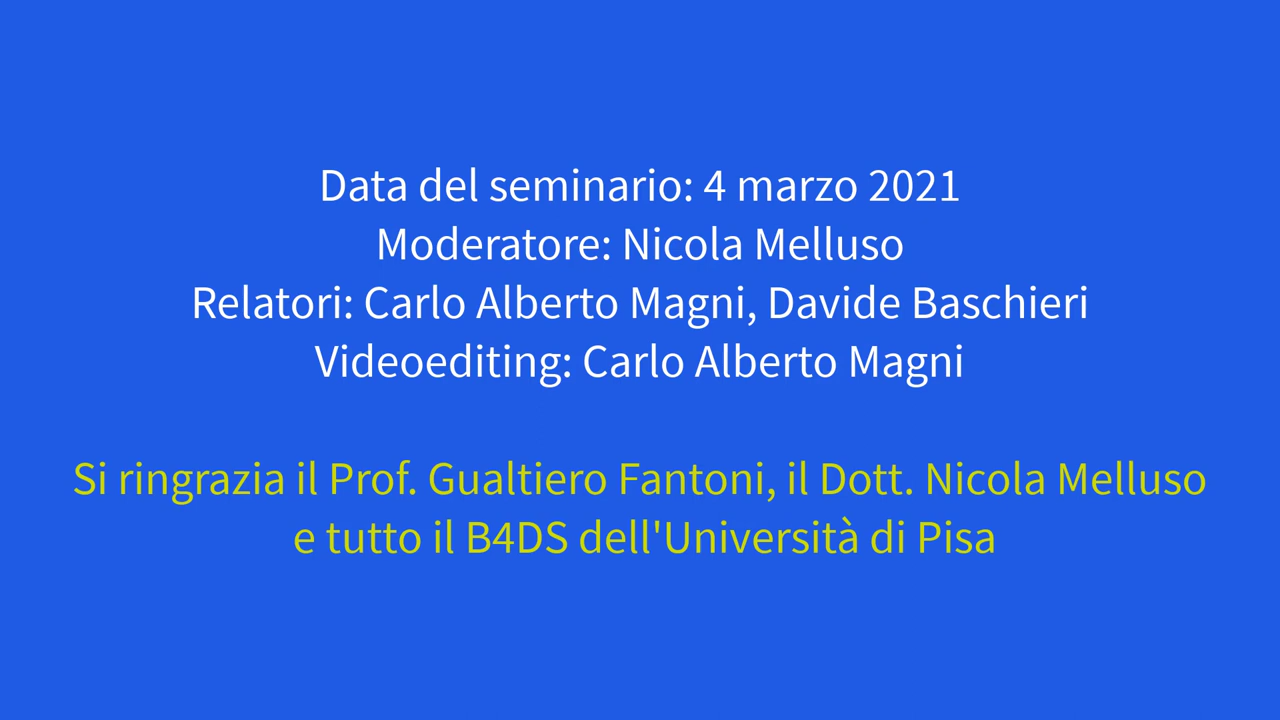 Data del seminario: 4 marzo 2021
Moderatore: Nicola Melluso
Relatori: Carlo Alberto Magni, Davide Baschieri
Videoediting: Carlo Alberto Magni
Si ringrazia il Prof. Gualtiero Fantoni, il Dott. Nicola Melluso
e tutto il B4DS dell'Università di Pisa